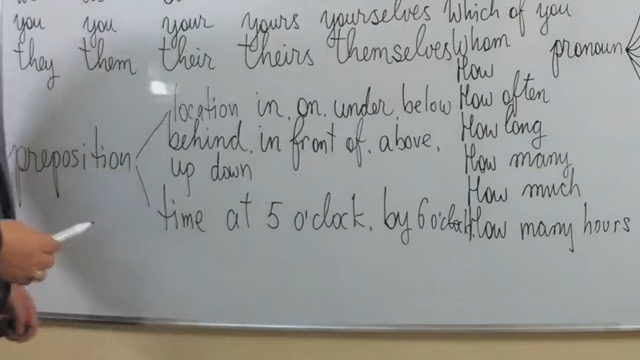 you you your yours yourselves Which of you
they them their theirs themselves Wham pronoun
How
location in. on. under. below How often
behind. in front of. above. How long
preposition
up down How many
How much
time at 5 o'clock. by 6 o'clock How many hours